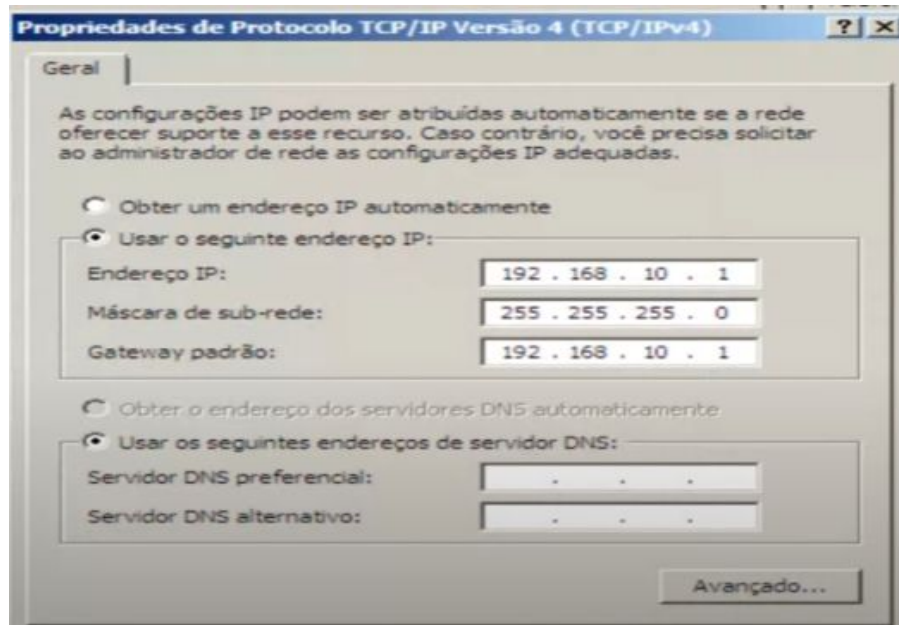 Propriedades de Protocolo TCP/IP Versão 4 (TCP/IPv4)
Geral
As configurações IP podem ser atribuídas automaticamente se a rede
oferecer suporte a esse recurso. Caso contrário, você precisa solicitar
ao administrador de rede as configurações IP adequadas.
Obter um endereço IP automaticamente
Usar o seguinte endereço IP:
Endereço IP: 192 . 168 . 10 . 1
Máscara de sub-rede: 255 . 255 . 255 . 0
Gateway padrão: 192 . 168 . 10 . 1
Obter o endereço dos servidores DNS automaticamente
Usar os seguintes endereços de servidor DNS:
Servidor DNS preferencial: . . .
Servidor DNS alternativo: . . .
Avançado...